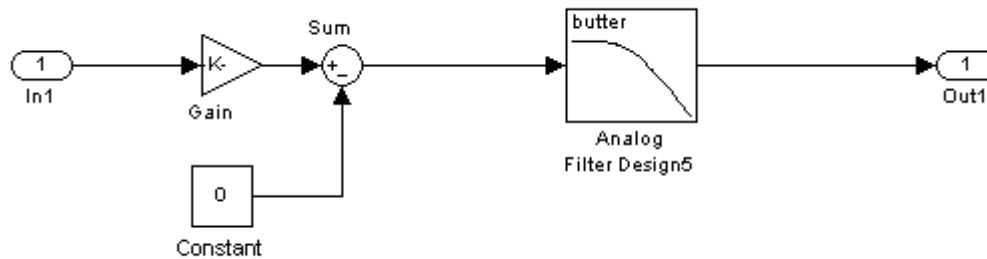 Sum
butter
1
K-
+
-
1
In1
Gain
Out1
Analog
Filter Design5
0
Constant